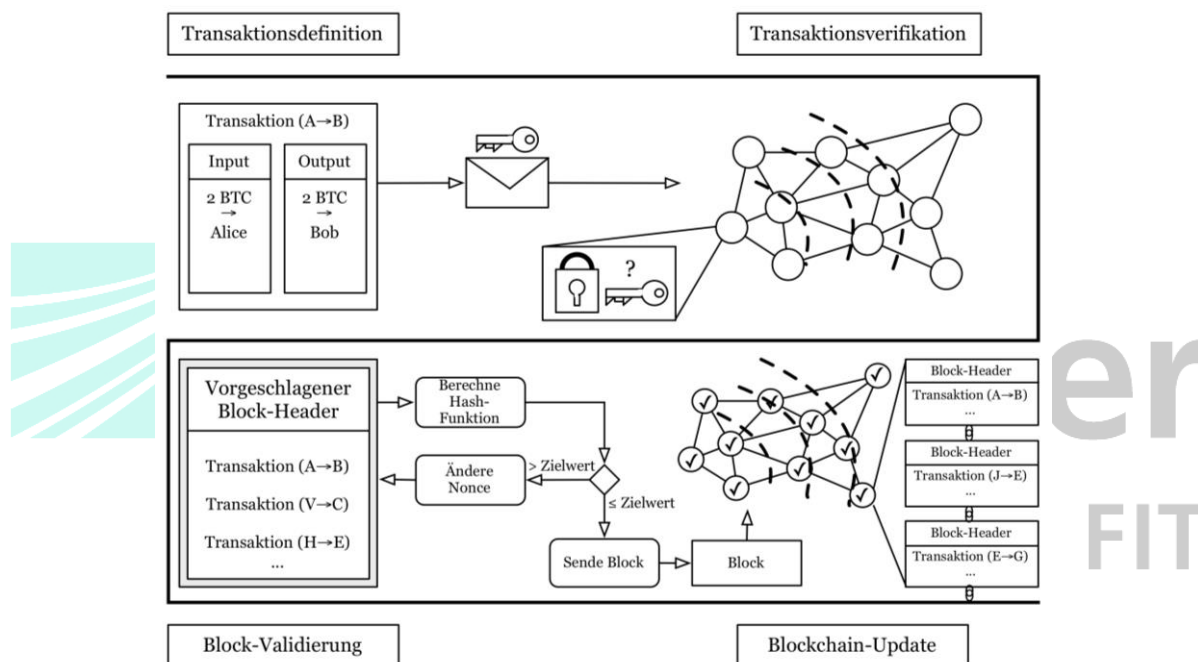 Transaktionsdefinition
Transaktionsverifikation
Transaktion (A→B)
Input
Output
2 BTC
→
Alice
2 BTC
→
Bob
?
Vorgeschlagener
Block-Header
Transaktion (A→B)
Transaktion (V→C)
Transaktion (H→E)
...
Berechne
Hash-
Funktion
> Zielwert
Ändere
Nonce
≤ Zielwert
Sende Block
Block
Block-Header
Transaktion (A→B)
...
Block-Header
Transaktion (J→E)
...
Block-Header
Transaktion (E→G)
...
er
FIT
Block-Validierung
Blockchain-Update